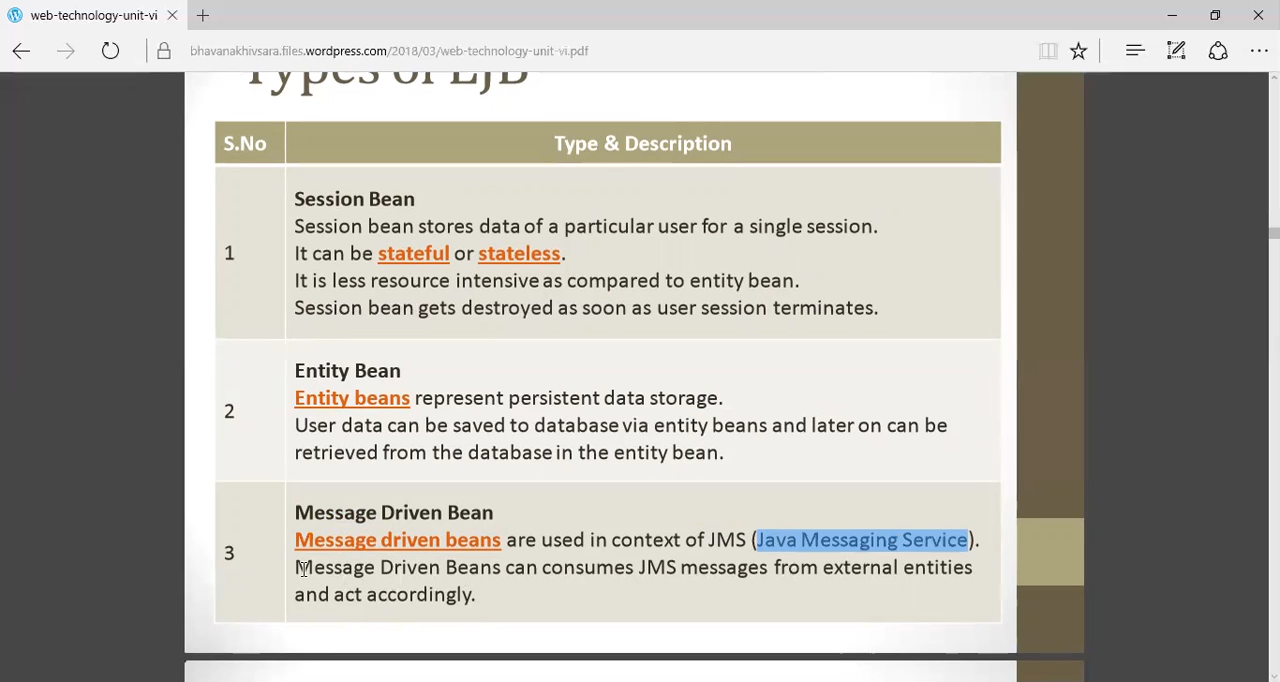 web-technology-unit-vi
bhavanakhivsara.files.wordpress.com/2018/03/web-technology-unit-vi.pdf
Types of EJB
S.No Type & Description
1
Session Bean
Session bean stores data of a particular user for a single session.
It can be stateful or stateless.
It is less resource intensive as compared to entity bean.
Session bean gets destroyed as soon as user session terminates.
2
Entity Bean
Entity beans represent persistent data storage.
User data can be saved to database via entity beans and later on can be
retrieved from the database in the entity bean.
3
Message Driven Bean
Message driven beans are used in context of JMS (Java Messaging Service).
Message Driven Beans can consumes JMS messages from external entities
and act accordingly.